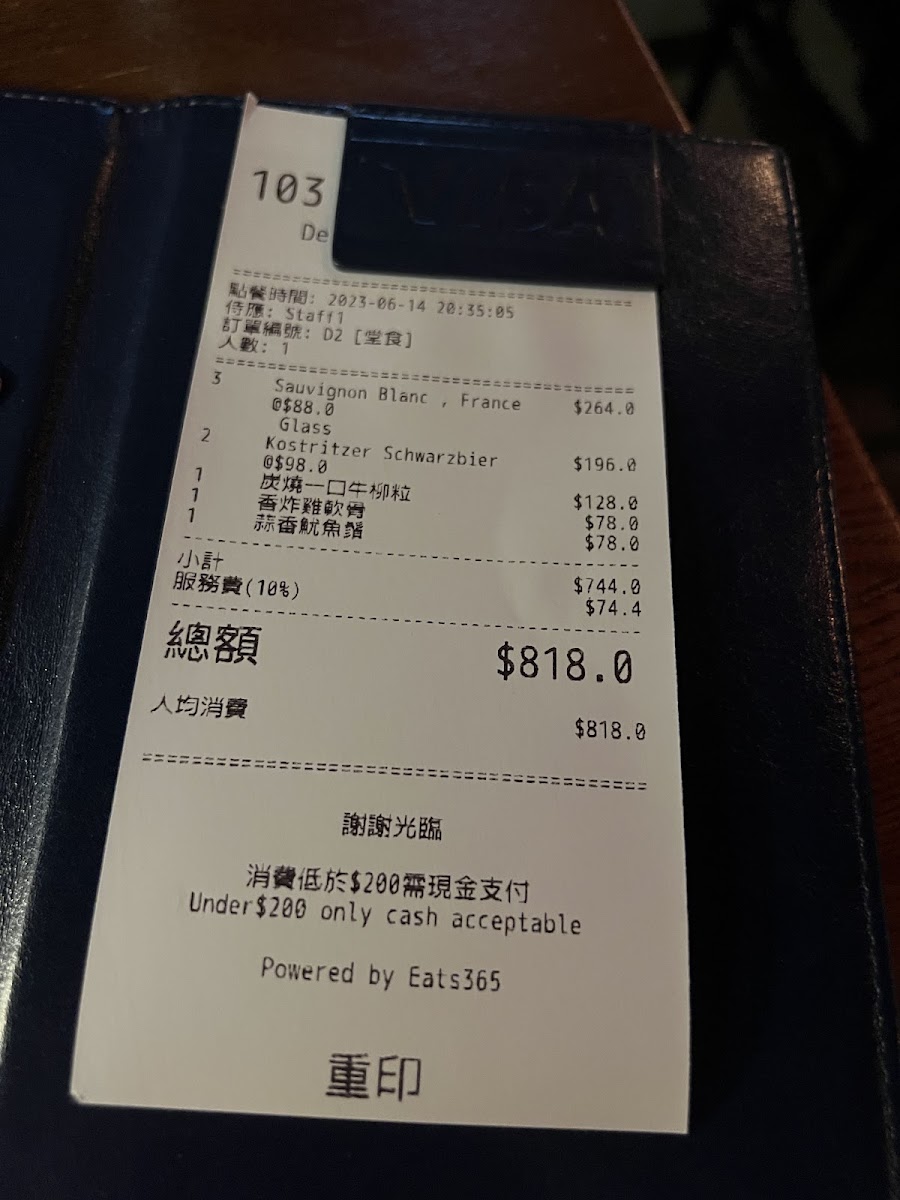 VISA
103
De
點餐時間: 2023-06-14 20:35:05
侍應: Staff1
訂單編號: D2 [堂食]
人數: 1
3 Sauvignon Blanc , France $264.0
@$88.0
Glass
2 Kostritzer Schwarzbier $196.0
@$98.0
1 炭燒一口牛柳粒 $128.0
1 香炸雞軟骨 $78.0
1 蒜香魷魚鬚 $78.0
小計 $744.0
服務費(10%) $74.4
總額 $818.0
人均消費 $818.0
謝謝光臨
消費低於$200需現金支付
Under$200 only cash acceptable
Powered by Eats365
重印